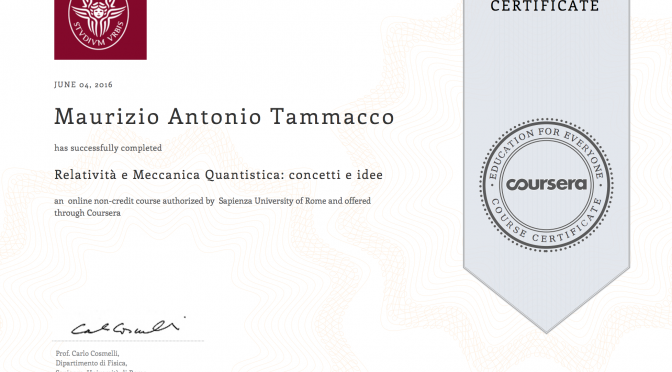 CERTIFICATE
STVDIVM VRBIS
JUNE 04, 2016
Maurizio Antonio Tammacco
has successfully completed
Relatività e Meccanica Quantistica: concetti e idee
an online non-credit course authorized by Sapienza University of Rome and offered
through Coursera
EDUCATION FOR EVERYONE
coursera
COURSE CERTIFICATE
Carlo Cosmelli
Prof. Carlo Cosmelli,
Dipartimento di Fisica,